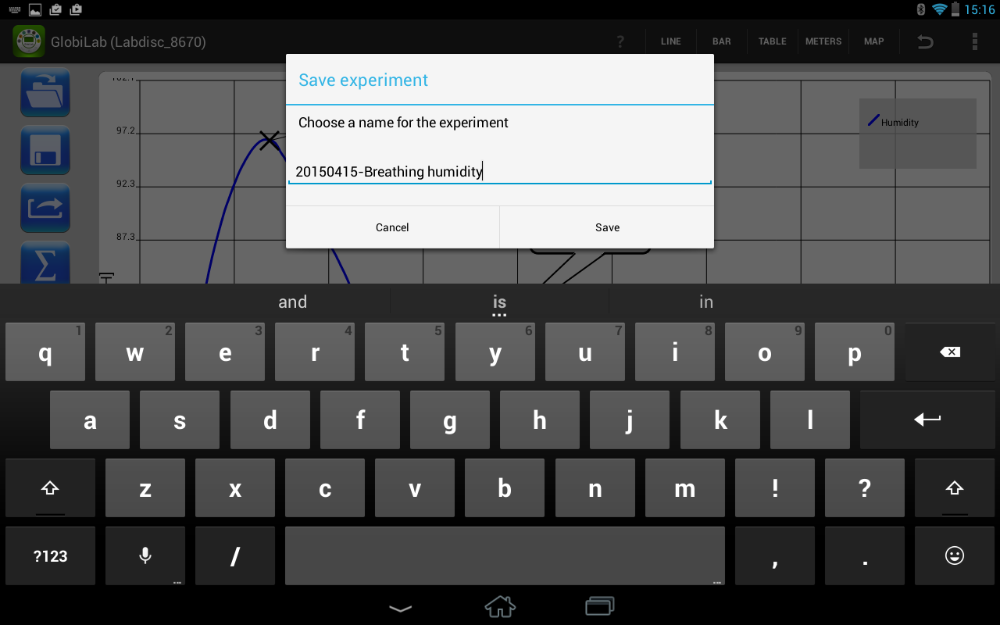 15:16
GlobiLab (Labdisc_8670)
? LINE BAR TABLE METERS MAP
Save experiment
Choose a name for the experiment
20150415-Breathing humidity
Cancel Save
97.2
92.3
87.3
Humidity
Σ
and is in
q 1 w 2 e 3 r 4 t 5 y 6 u 7 i 8 o 9 p 0
a s d f g h j k l
z x c v b n m ! ?
?123 / , .